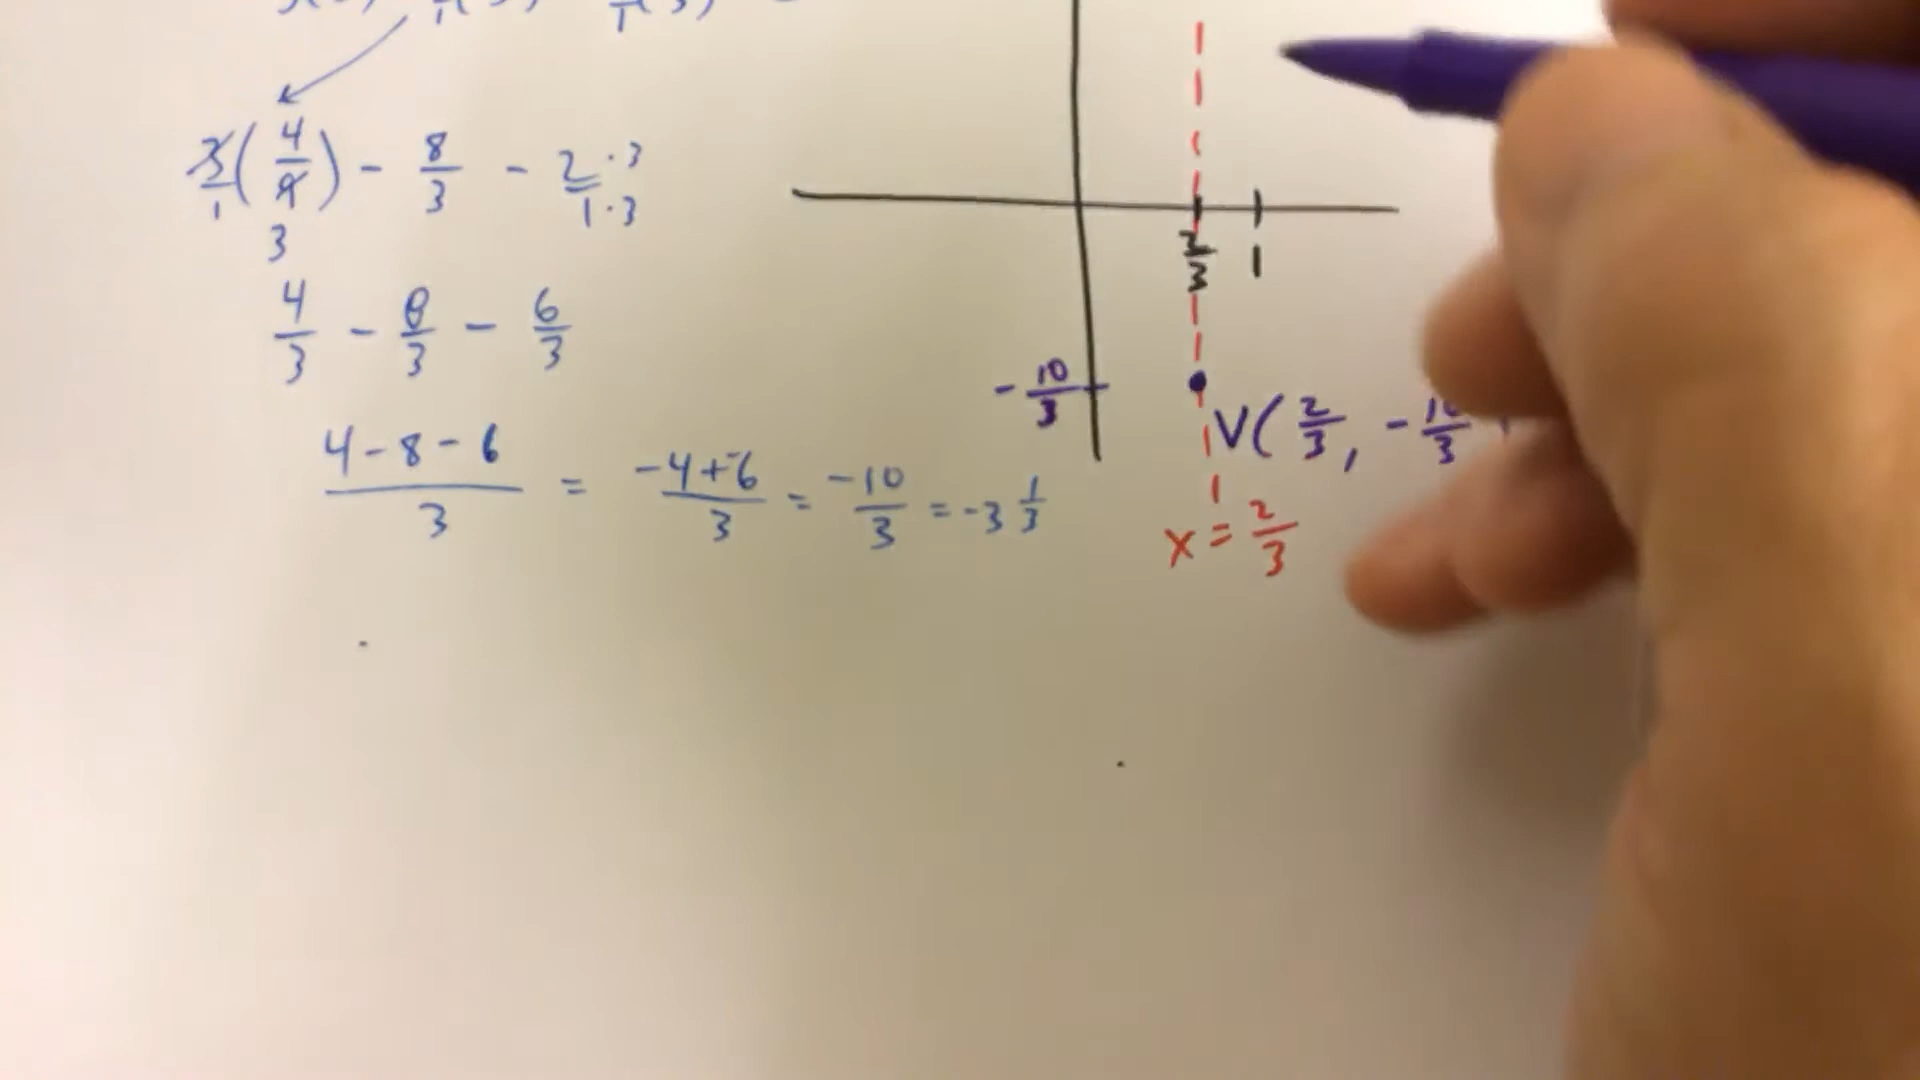 3/1 (4/9) - 8/3 - 2·3/1·3
3
4/3 - 8/3 - 6/3
(4-8-6)/3 = (-4+-6)/3 = -10/3 = -3 1/3
2/3 1
-10/3
V(2/3, -10/3
x = 2/3